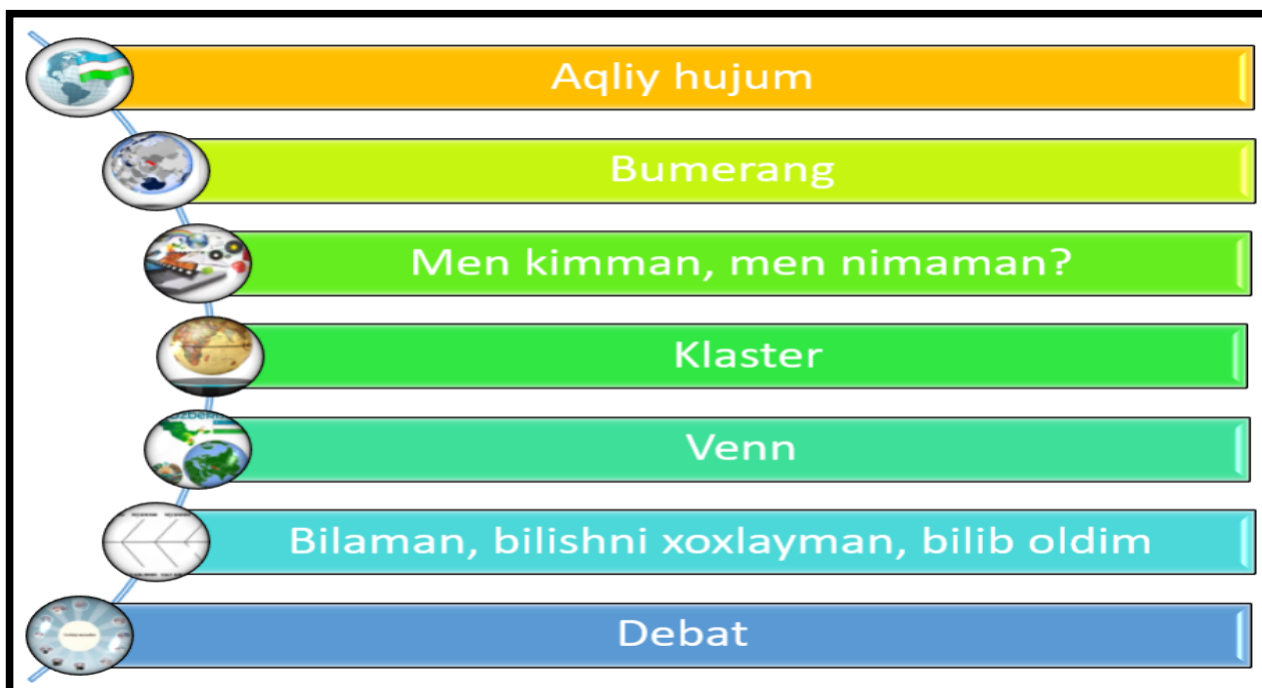 Aqliy hujum
Bumerang
Men kimman, men nimaman?
Klaster
Venn
Bilaman, bilishni xoxlayman, bilib oldim
Debat